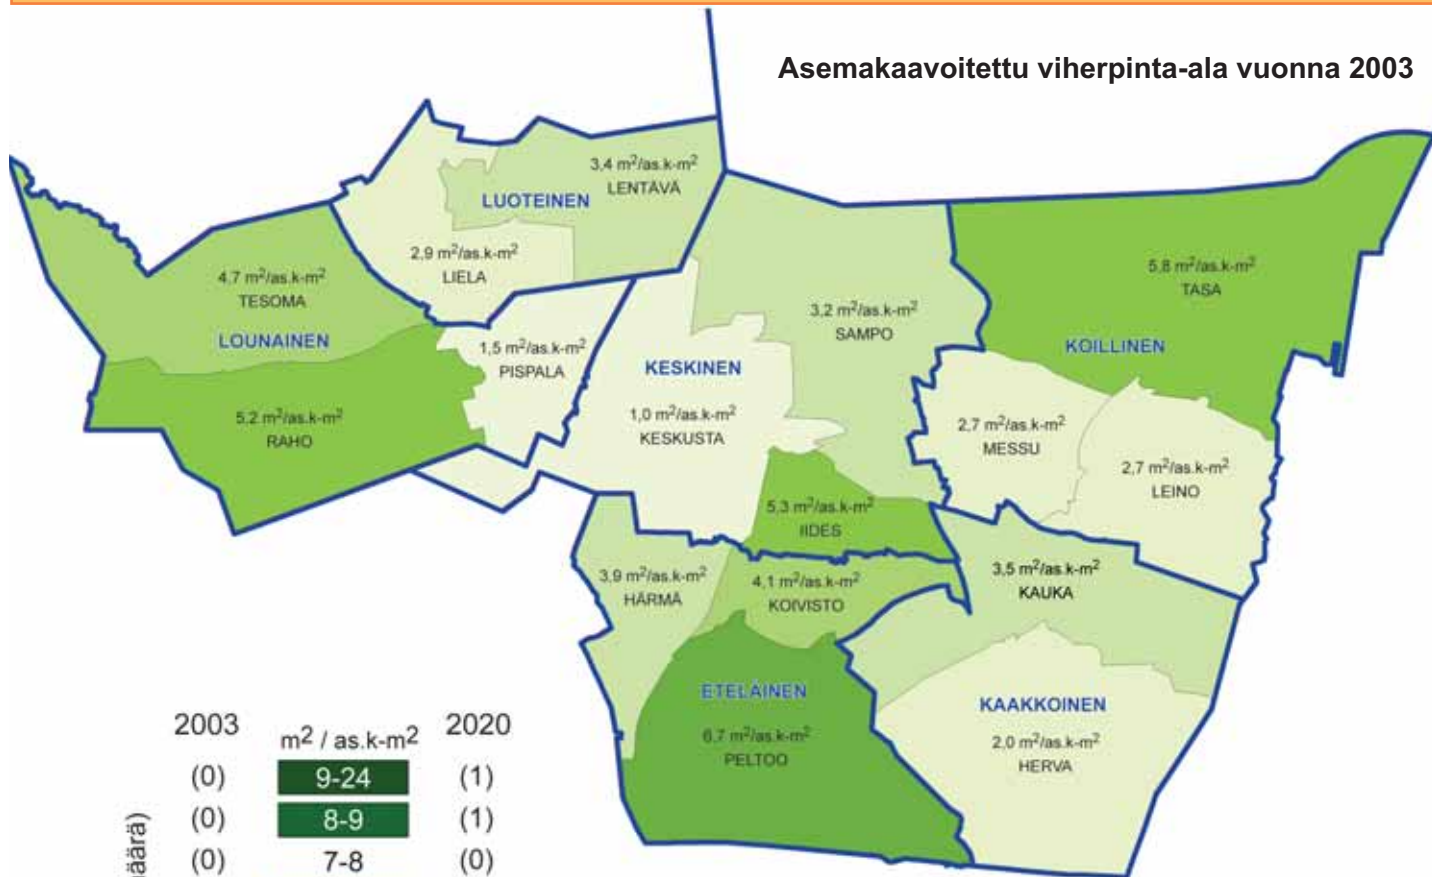 Asemakaavoitettu viherpinta-ala vuonna 2003
3,4 m²/as.k-m²
LENTÄVÄ
LUOTEINEN
2,9 m²/as.k-m²
LIELA
4,7 m²/as.k-m²
TESOMA
LOUNAINEN
5,2 m²/as.k-m²
RAHO
1,5 m²/as.k-m²
PISPALA
KESKINEN
1,0 m²/as.k-m²
KESKUSTA
3,2 m²/as.k-m²
SAMPO
5,3 m²/as.k-m²
IIDES
5,8 m²/as.k-m²
TASA
KOILLINEN
2,7 m²/as.k-m²
MESSU
2,7 m²/as.k-m²
LEINO
3,9 m²/as.k-m²
HÄRMÄ
4,1 m²/as.k-m²
KOIVISTO
3,5 m²/as.k-m²
KAUKA
ETELÄINEN
6,7 m²/as.k-m²
PELTOO
KAAKKOINEN
2,0 m²/as.k-m²
HERVA
2003 m² / as.k-m² 2020
(0) 9-24 (1)
(0) 8-9 (1)
(0) 7-8 (0)